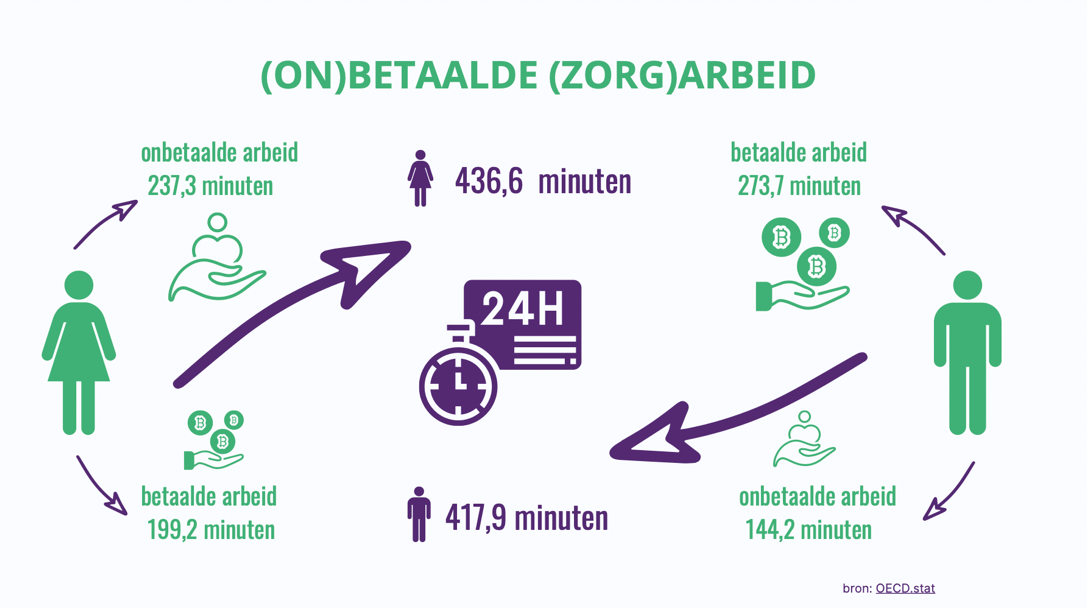 (ON)BETAALDE (ZORG)ARBEID
onbetaalde arbeid
237,3 minuten
436,6 minuten
betaalde arbeid
273,7 minuten
24H
betaalde arbeid
199,2 minuten
417,9 minuten
onbetaalde arbeid
144,2 minuten
bron: OECD.stat